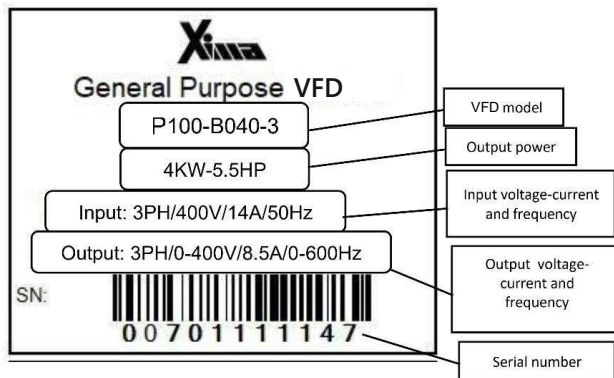 Xima
General Purpose VFD
P100-B040-3
4KW-5.5HP
Input: 3PH/400V/14A/50Hz
Output: 3PH/0-400V/8.5A/0-600Hz
SN:
00701111147
VFD model
Output power
Input voltage-current
and frequency
Output voltage-
current and
frequency
Serial number